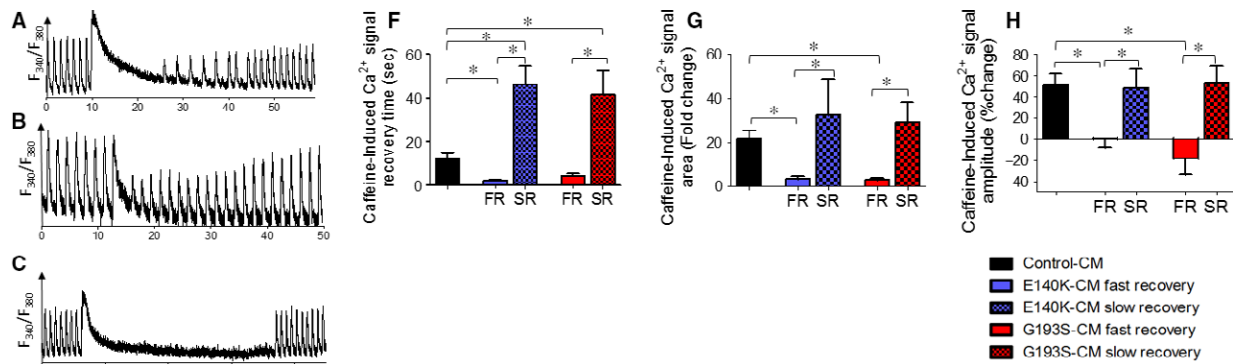 A
F340/F380
0 10 20 30 40 50
B
F340/F380
0 10 20 30 40 50
C
F340/F380
F
Caffeine-Induced Ca2+ signal
recovery time (sec)
60
40
20
0
* * * * * *
FR SR FR SR
G
Caffeine-Induced Ca2+ signal
area (Fold change)
60
40
20
0
* * * *
FR SR FR SR
H
Caffeine-Induced Ca2+ signal
amplitude (%change)
80
60
40
20
0
−20
40
* * * *
FR SR FR SR
Control-CM
E140K-CM fast recovery
E140K-CM slow recovery
G193S-CM fast recovery
G193S-CM slow recovery